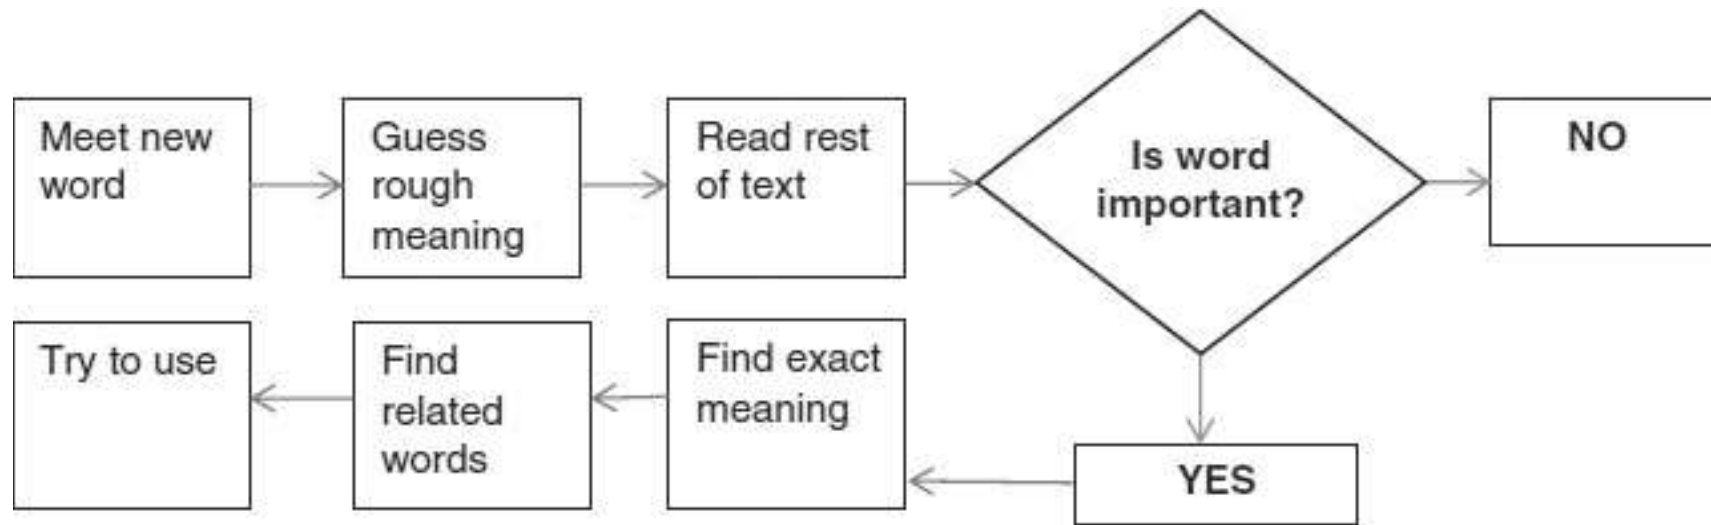 Meet new
word
Guess
rough
meaning
Read rest
of text
Is word
important?
NO
YES
Find exact
meaning
Find
related
words
Try to use